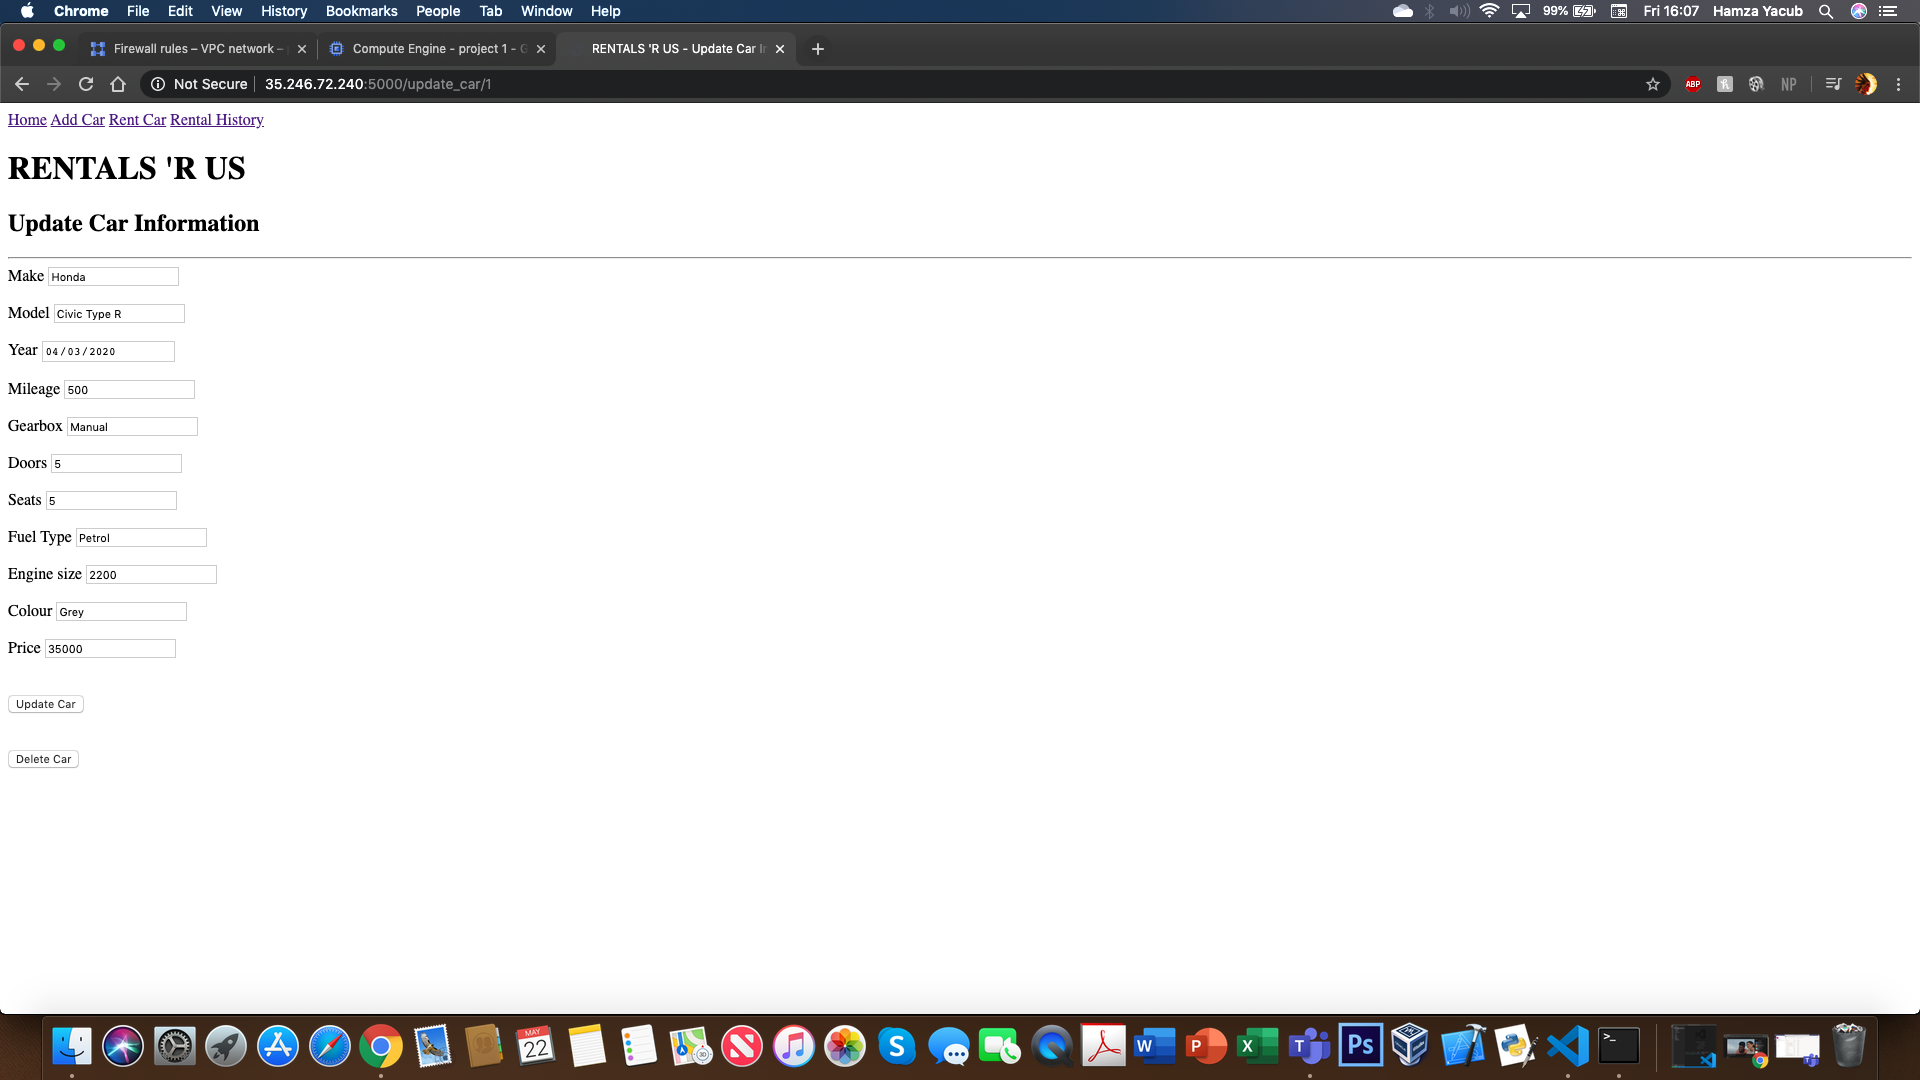 Chrome File Edit View History Bookmarks People Tab Window Help 99% Fri 16:07 Hamza Yacub
Firewall rules – VPC network – Compute Engine - project 1 - G RENTALS 'R US - Update Car I
Not Secure 35.246.72.240:5000/update_car/1 ABP NP
Home Add Car Rent Car Rental History
RENTALS 'R US
Update Car Information
Make Honda
Model Civic Type R
Year 04/03/2020
Mileage 500
Gearbox Manual
Doors 5
Seats 5
Fuel Type Petrol
Engine size 2200
Colour Grey
Price 35000
Update Car
Delete Car
MAY
22 3D N S W P X T Ps >_